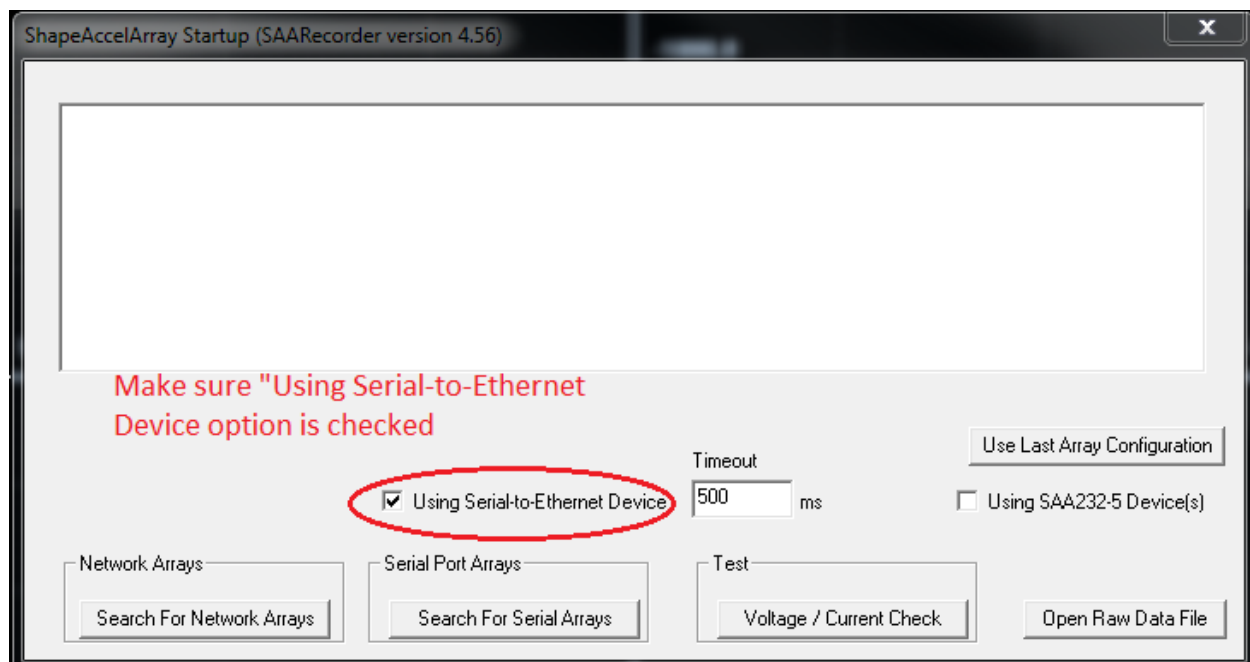 ShapeAccelArray Startup (SAARecorder version 4.56)
x
Make sure "Using Serial-to-Ethernet
Device option is checked
Use Last Array Configuration
Timeout
Using Serial-to-Ethernet Device
500
ms
Using SAA232-5 Device(s)
Network Arrays
Serial Port Arrays
Test
Search For Network Arrays
Search For Serial Arrays
Voltage / Current Check
Open Raw Data File